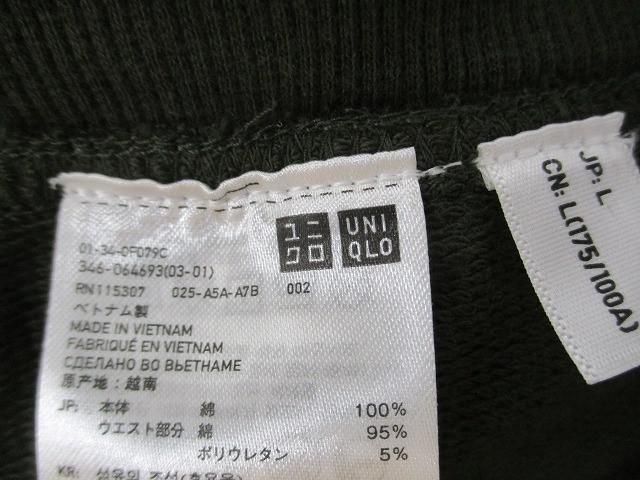 ユニ
クロ
UNI
QLO
01-34-0F079C
346-064693(03-01)
RN115307 025-A5A-A7B 002
ベトナム製
MADE IN VIETNAM
FABRIQUÉ EN VIETNAM
СДЕЛАНО ВО ВЬЕТНАМЕ
原产地:越南
JP: 本体 綿 100%
ウエスト部分 綿 95%
ポリウレタン 5%
KR:
JP: L
CN: L(175/100A)